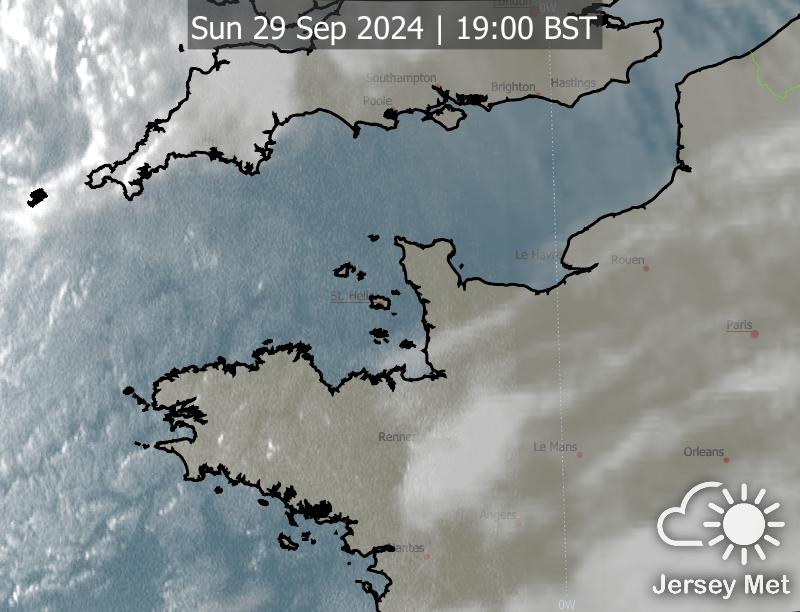 London
0W
Sun 29 Sep 2024 | 19:00 BST
Southampton
Brighton
Hastings
Poole
Le Havre
Rouen
St. Helier
Paris
Rennes
Le Mans
Orleans
Angers
Nantes
0W
Jersey Met